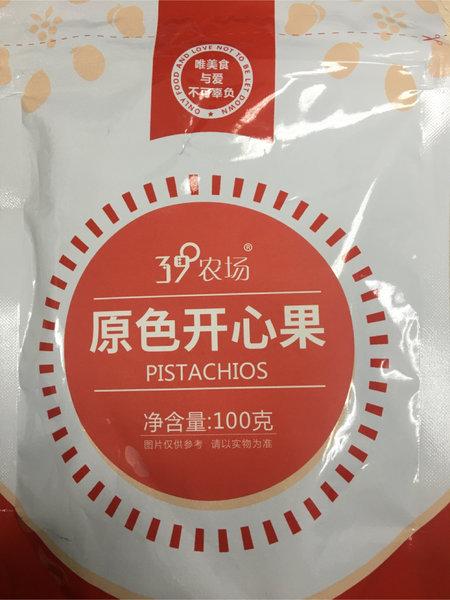 ONLY FOOD AND LOVE NOT TO BE LET DOWN
唯美食
与爱
不可辜负
39农场®
原色开心果
PISTACHIOS
净含量:100克
图片仅供参考 请以实物为准